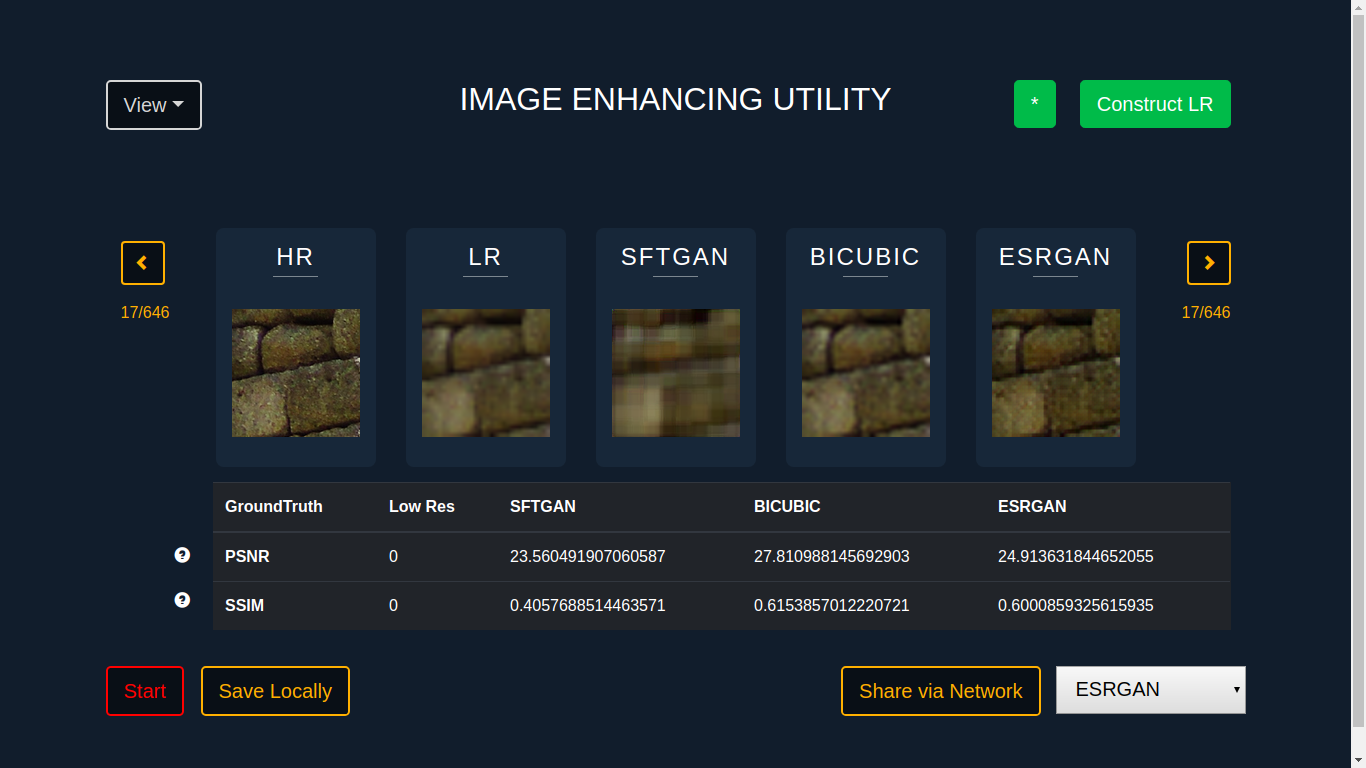 View
IMAGE ENHANCING UTILITY
*
Construct LR
HR
LR
SFTGAN
BICUBIC
ESRGAN
17/646
17/646
GroundTruth Low Res SFTGAN BICUBIC ESRGAN
PSNR 0 23.560491907060587 27.810988145692903 24.913631844652055
SSIM 0 0.4057688514463571 0.6153857012220721 0.6000859325615935
Start
Save Locally
Share via Network
ESRGAN